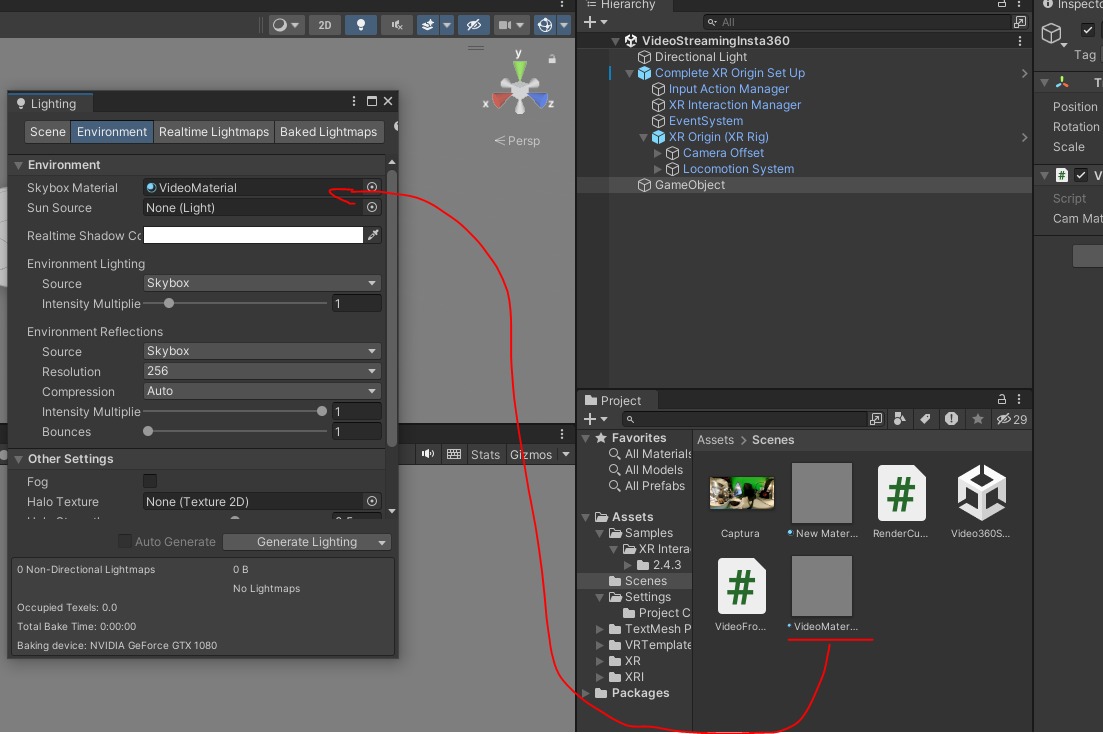 Hierarchy
Inspecto
2D
All
VideoStreamingInsta360
Directional Light
Complete XR Origin Set Up
Input Action Manager
XR Interaction Manager
EventSystem
XR Origin (XR Rig)
Camera Offset
Locomotion System
GameObject
Tag
T
Position
Rotation
Scale
V
Script
Cam Mat
y
x
z
Persp
Lighting
Scene
Environment
Realtime Lightmaps
Baked Lightmaps
Environment
Skybox Material
VideoMaterial
Sun Source
None (Light)
Realtime Shadow Co
Environment Lighting
Source
Skybox
Intensity Multiplie
1
Environment Reflections
Source
Skybox
Resolution
256
Compression
Auto
Intensity Multiplie
1
Bounces
1
Other Settings
Fog
Halo Texture
None (Texture 2D)
Auto Generate
Generate Lighting
0 Non-Directional Lightmaps
0 B
No Lightmaps
Occupied Texels: 0.0
Total Bake Time: 0:00:00
Baking device: NVIDIA GeForce GTX 1080
Stats
Gizmos
Project
29
Favorites
All Materials
All Models
All Prefabs
Assets
Samples
XR Intera
2.4.3
Scenes
Settings
Project C
TextMesh P
VRTemplate
XR
XRI
Packages
Assets > Scenes
Captura
New Mater...
RenderCu...
Video360S...
VideoFro...
VideoMater...